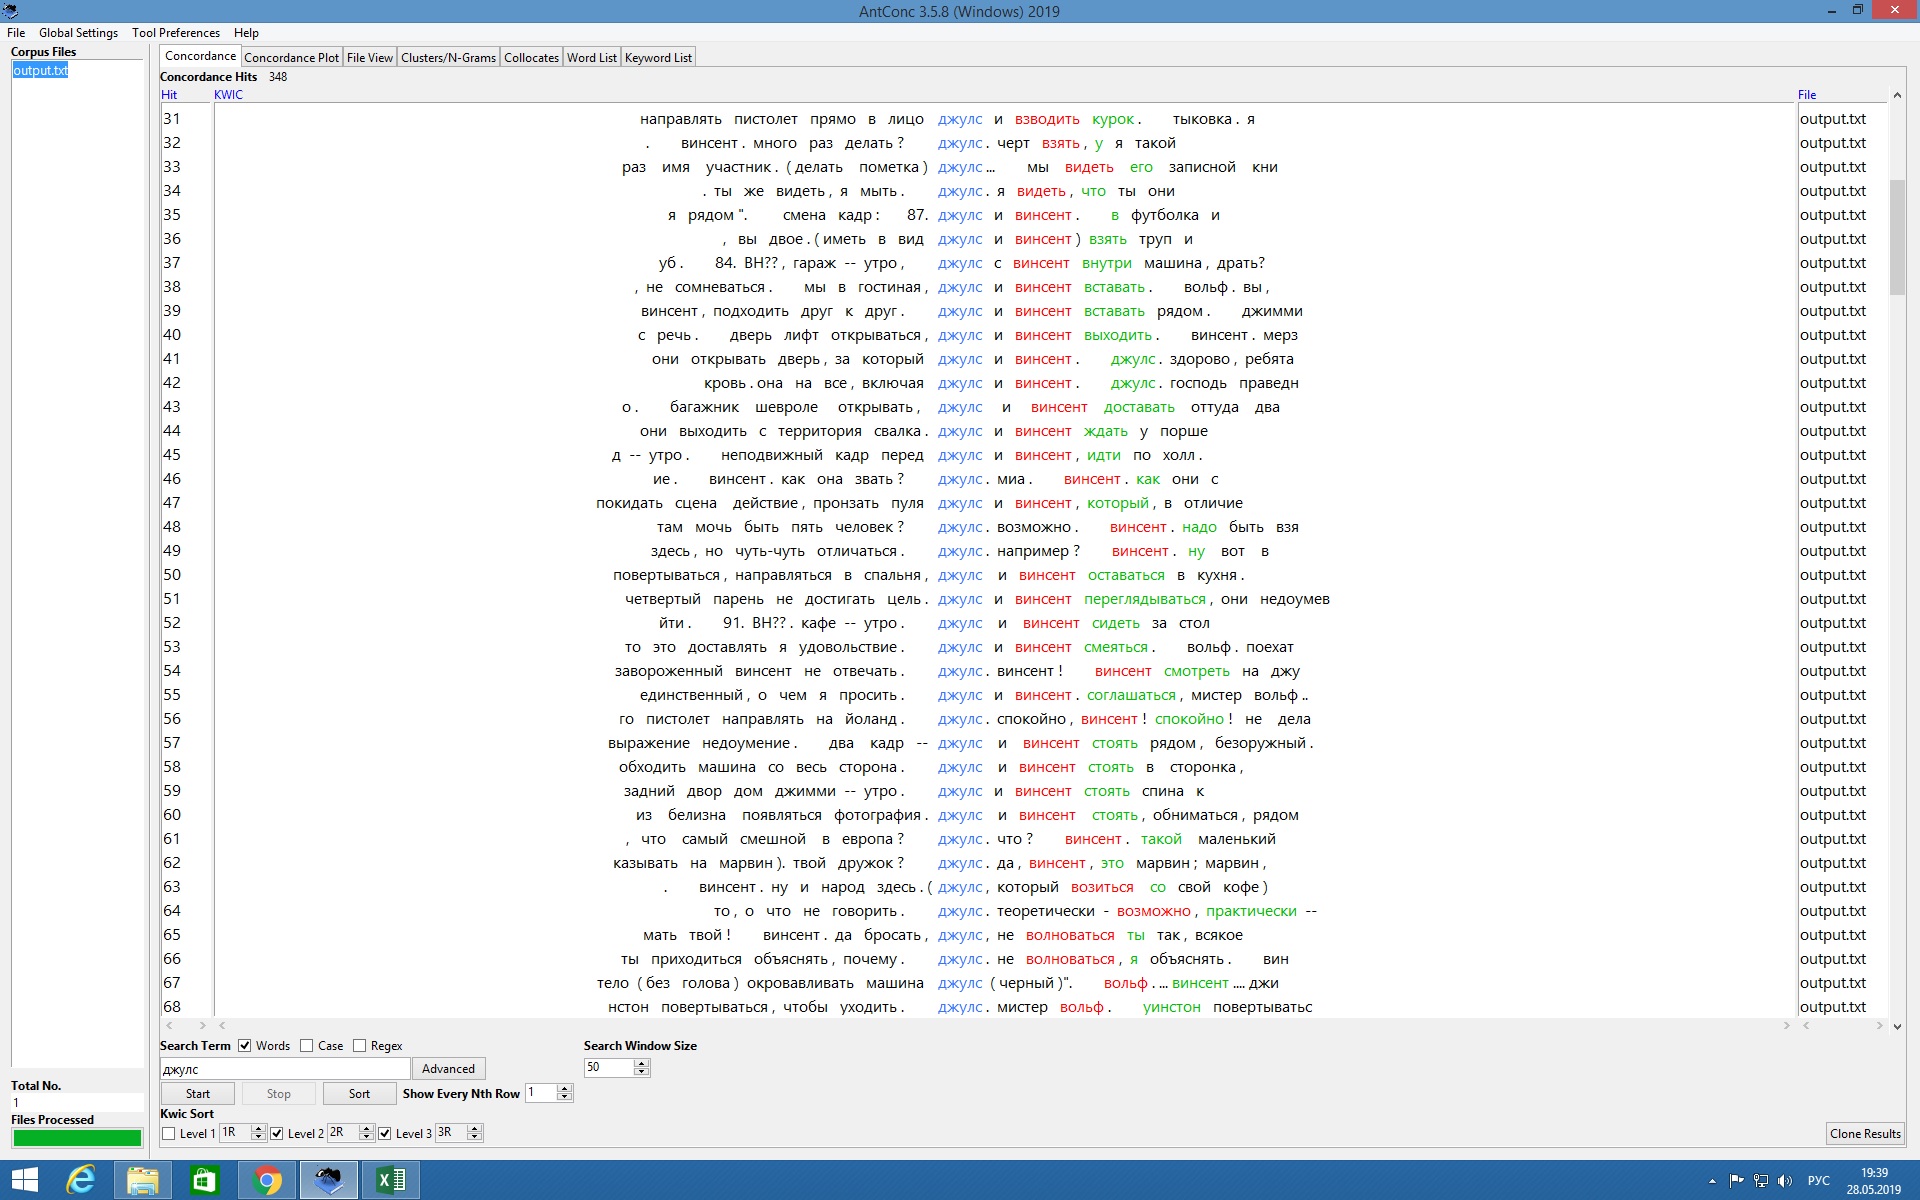 AntConc 3.5.8 (Windows) 2019
File Global Settings Tool Preferences Help
Corpus Files
output.txt
Concordance Concordance Plot File View Clusters/N-Grams Collocates Word List Keyword List
Concordance Hits 348
Hit KWIC File
31 направлять пистолет прямо в лицо джулс и взводить курок. тыковка. я output.txt
32 . винсент. много раз делать? джулс. черт взять, у я такой output.txt
33 раз имя участник. (делать пометка) джулс... мы видеть его записной кни output.txt
34 . ты же видеть, я мыть. джулс. я видеть, что ты они output.txt
35 я рядом". смена кадр: 87. джулс и винсент. в футболка и output.txt
36 , вы двое. (иметь в вид джулс и винсент) взять труп и output.txt
37 уб. 84. ВН??, гараж -- утро, джулс с винсент внутри машина, драть? output.txt
38 , не сомневаться. мы в гостиная, джулс и винсент вставать. вольф. вы, output.txt
39 винсент, подходить друг к друг. джулс и винсент вставать рядом. джимми output.txt
40 с речь. дверь лифт открываться, джулс и винсент выходить. винсент. мерз output.txt
41 они открывать дверь, за который джулс и винсент. джулс. здорово, ребята output.txt
42 кровь. она на все, включая джулс и винсент. джулс. господь праведн output.txt
43 о. багажник шевроле открывать, джулс и винсент доставать оттуда два output.txt
44 они выходить с территория свалка. джулс и винсент ждать у порше output.txt
45 д -- утро. неподвижный кадр перед джулс и винсент, идти по холл. output.txt
46 ие. винсент. как она звать? джулс. миа. винсент. как они с output.txt
47 покидать сцена действие, пронзать пуля джулс и винсент, который, в отличие output.txt
48 там мочь быть пять человек? джулс. возможно. винсент. надо быть взя output.txt
49 здесь, но чуть-чуть отличаться. джулс. например? винсент. ну вот в output.txt
50 повертываться, направляться в спальня, джулс и винсент оставаться в кухня. output.txt
51 четвертый парень не достигать цель. джулс и винсент переглядываться, они недоумев output.txt
52 йти. 91. ВН??. кафе -- утро. джулс и винсент сидеть за стол output.txt
53 то это доставлять я удовольствие. джулс и винсент смеяться. вольф. поехат output.txt
54 завороженный винсент не отвечать. джулс. винсент! винсент смотреть на джу output.txt
55 единственный, о чем я просить. джулс и винсент. соглашаться, мистер вольф.. output.txt
56 го пистолет направлять на йоланд. джулс. спокойно, винсент! спокойно! не дела output.txt
57 выражение недоумение. два кадр -- джулс и винсент стоять рядом, безоружный. output.txt
58 обходить машина со весь сторона. джулс и винсент стоять в сторонка, output.txt
59 задний двор дом джимми -- утро. джулс и винсент стоять спина к output.txt
60 из белизна появляться фотография. джулс и винсент стоять, обниматься, рядом output.txt
61 , что самый смешной в европа? джулс. что? винсент. такой маленький output.txt
62 казывать на марвин). твой дружок? джулс. да, винсент, это марвин; марвин, output.txt
63 . винсент. ну и народ здесь. (джулс, который возиться со свой кофе) output.txt
64 то, о что не говорить. джулс. теоретически - возможно, практически -- output.txt
65 мать твой! винсент. да бросать, джулс, не волноваться ты так, всякое output.txt
66 ты приходиться объяснять, почему. джулс. не волноваться, я объяснять. вин output.txt
67 тело (без голова) окровавливать машина джулс (черный)". вольф. ... винсент .... джи output.txt
68 нстон повертываться, чтобы уходить. джулс. мистер вольф. уинстон повертыватьс output.txt
Search Term Words Case Regex Search Window Size
джулс Advanced 50
Start Stop Sort Show Every Nth Row 1
Kwic Sort
Level 1 1R Level 2 2R Level 3 3R
Total No.
1
Files Processed
Clone Results
РУС 19:39
28.05.2019